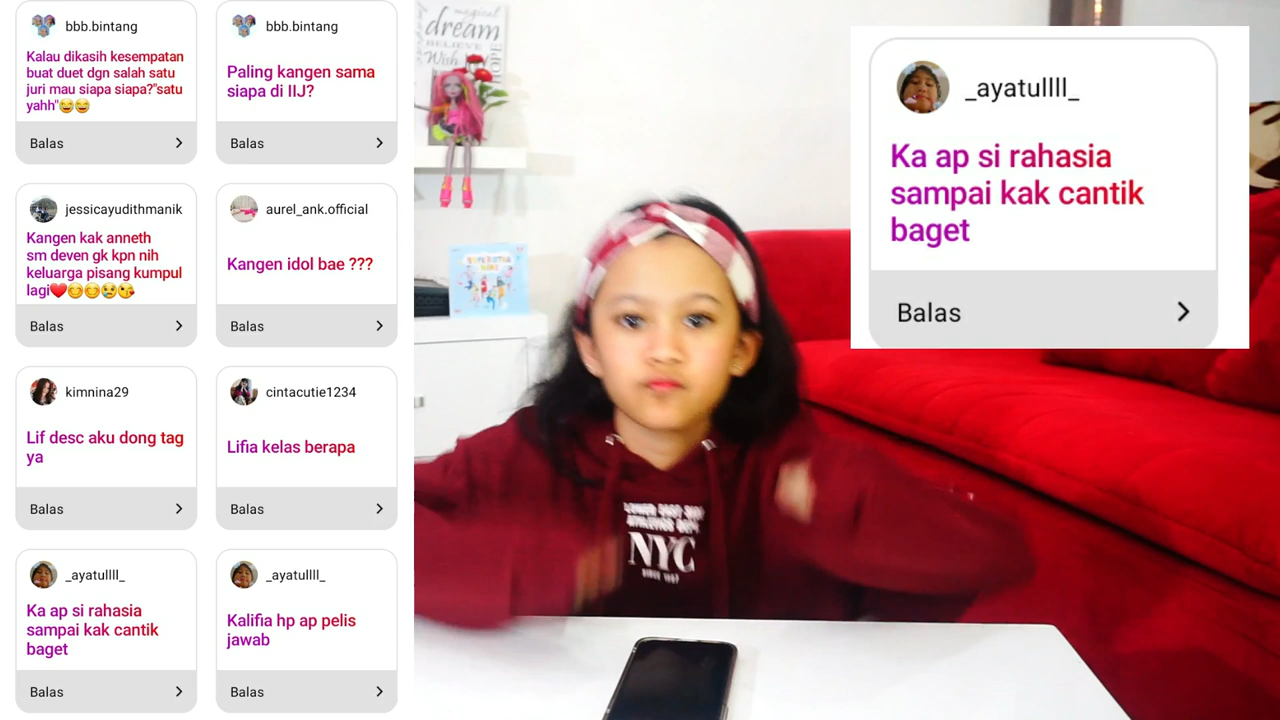 bbb.bintang
Kalau dikasih kesempatan
buat duet dgn salah satu
juri mau siapa siapa?"satu
yahh"😂😂
Balas
bbb.bintang
Paling kangen sama
siapa di IIJ?
Balas
jessicayudithmanik
Kangen kak anneth
sm deven gk kpn nih
keluarga pisang kumpul
lagi❤️😊😊😢😘
Balas
aurel_ank.official
Kangen idol bae ???
Balas
kimnina29
Lif desc aku dong tag
ya
Balas
cintacutie1234
Lifia kelas berapa
Balas
_ayatullll_
Ka ap si rahasia
sampai kak cantik
baget
Balas
_ayatullll_
Kalifia hp ap pelis
jawab
Balas
magical
dream
BELIEVE
Wish
HOPE
_ayatullll_
Ka ap si rahasia
sampai kak cantik
baget
Balas
NYC